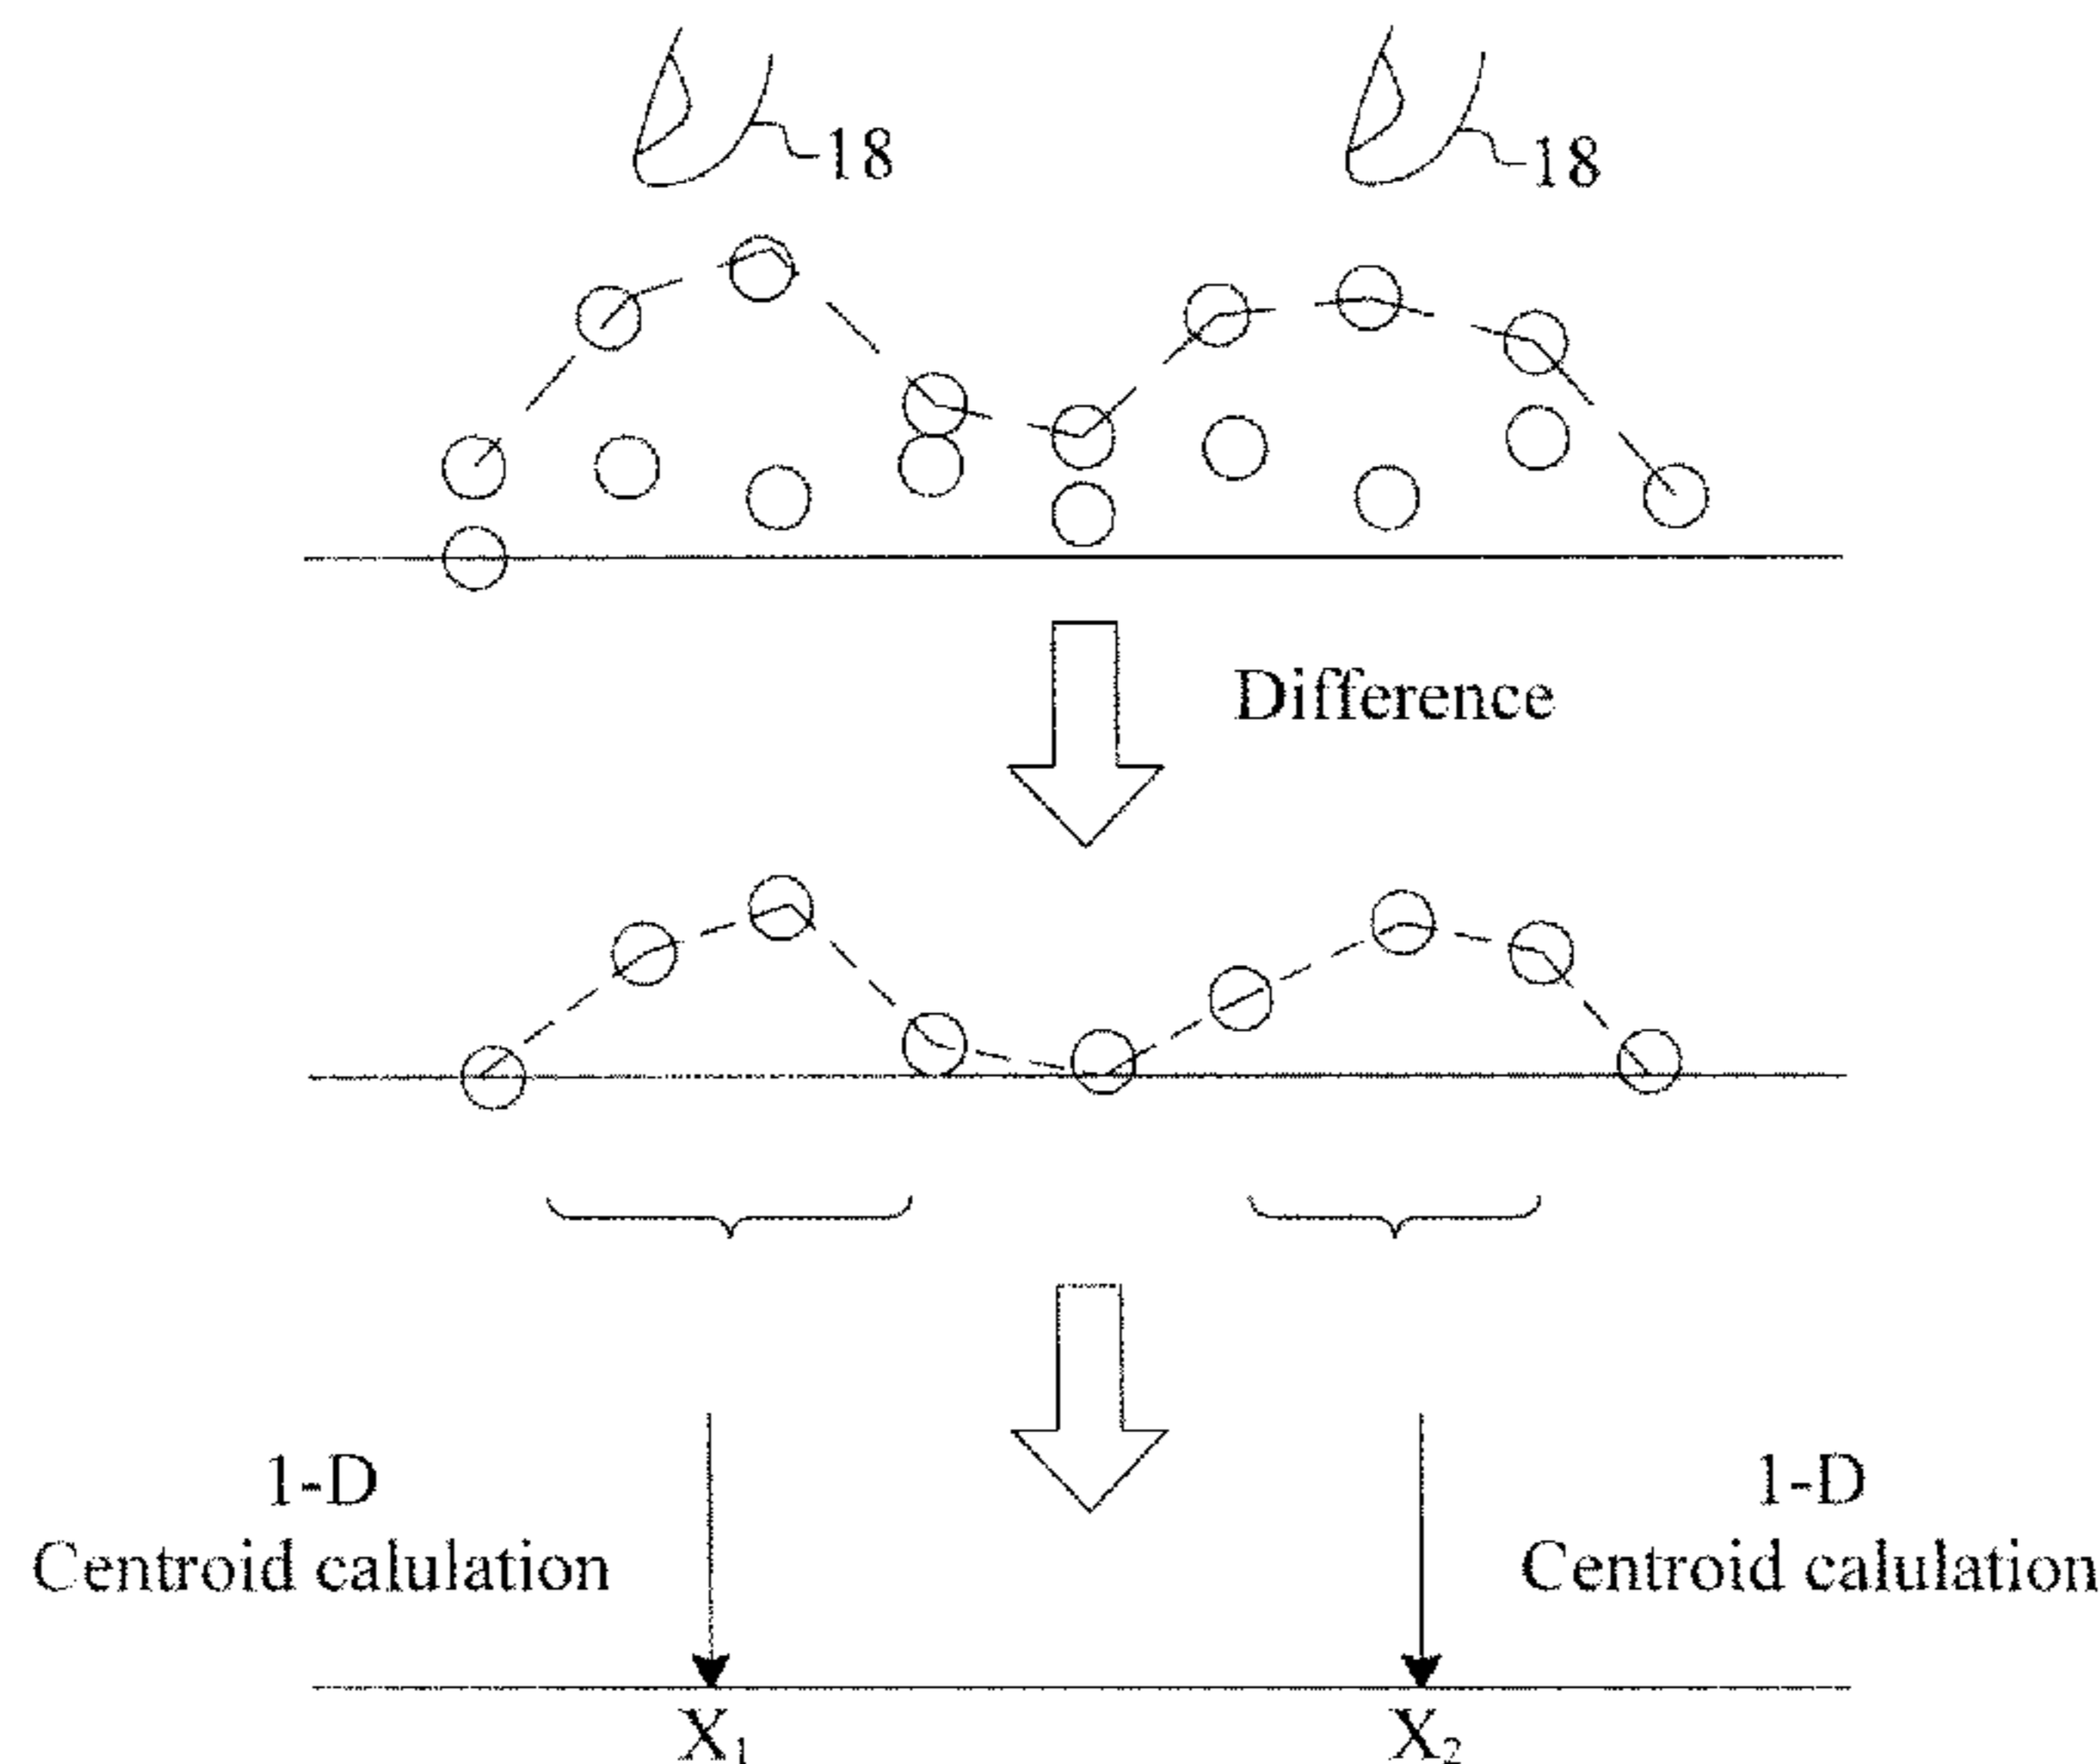 18
18
Difference
1-D
Centroid calulation
1-D
Centroid calulation
X₁
X₂